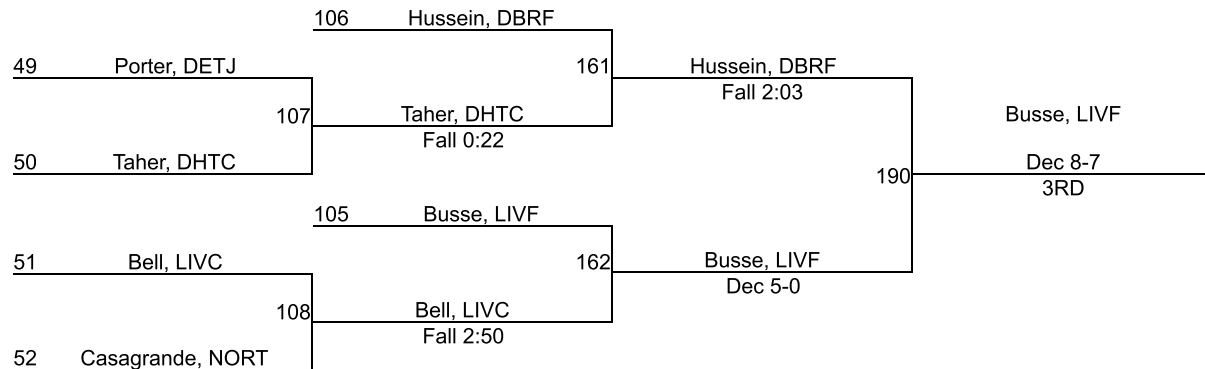 106 Hussein, DBRF
49 Porter, DETJ
161 Hussein, DBRF
Fall 2:03
107 Taher, DHTC
Fall 0:22
Busse, LIVF
50 Taher, DHTC
Dec 8-7
190
3RD
105 Busse, LIVF
51 Bell, LIVC
162 Busse, LIVF
Dec 5-0
108 Bell, LIVC
Fall 2:50
52 Casagrande, NORT